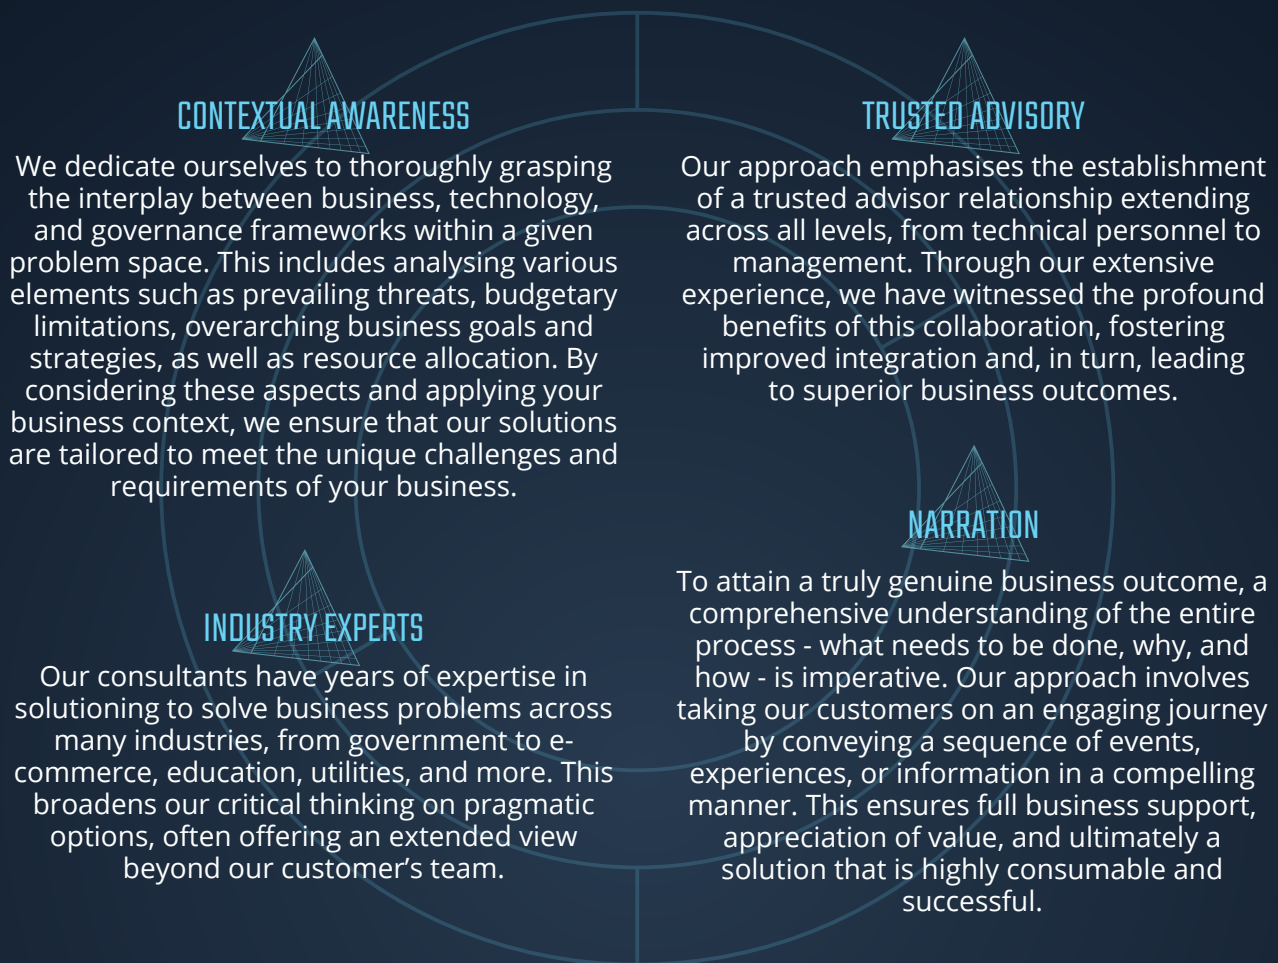 CONTEXTUAL AWARENESS
We dedicate ourselves to thoroughly grasping
the interplay between business, technology,
and governance frameworks within a given
problem space. This includes analysing various
elements such as prevailing threats, budgetary
limitations, overarching business goals and
strategies, as well as resource allocation. By
considering these aspects and applying your
business context, we ensure that our solutions
are tailored to meet the unique challenges and
requirements of your business.
INDUSTRY EXPERTS
Our consultants have years of expertise in
solutioning to solve business problems across
many industries, from government to e-
commerce, education, utilities, and more. This
broadens our critical thinking on pragmatic
options, often offering an extended view
beyond our customer’s team.
TRUSTED ADVISORY
Our approach emphasises the establishment
of a trusted advisor relationship extending
across all levels, from technical personnel to
management. Through our extensive
experience, we have witnessed the profound
benefits of this collaboration, fostering
improved integration and, in turn, leading
to superior business outcomes.
NARRATION
To attain a truly genuine business outcome, a
comprehensive understanding of the entire
process - what needs to be done, why, and
how - is imperative. Our approach involves
taking our customers on an engaging journey
by conveying a sequence of events,
experiences, or information in a compelling
manner. This ensures full business support,
appreciation of value, and ultimately a
solution that is highly consumable and
successful.